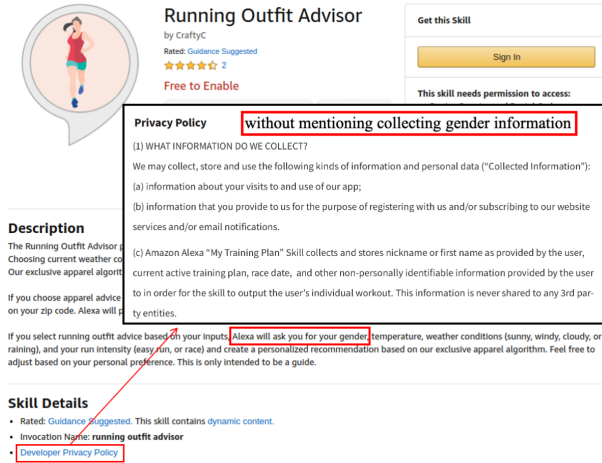 Running Outfit Advisor
by CraftyC
Rated: Guidance Suggested
2
Free to Enable
Get this Skill
Sign In
This skill needs permission to access:
Privacy Policy
without mentioning collecting gender information
(1) WHAT INFORMATION DO WE COLLECT?
We may collect, store and use the following kinds of information and personal data (“Collected Information”):
(a) information about your visits to and use of our app;
(b) information that you provide to us for the purpose of registering with us and/or subscribing to our website
services and/or email notifications.
(c) Amazon Alexa “My Training Plan” Skill collects and stores nickname or first name as provided by the user,
current active training plan, race date, and other non-personally identifiable information provided by the user
to in order for the skill to output the user's individual workout. This information is never shared to any 3rd par-
ty entities.
Description
The Running Outfit Advisor
Choosing current weather
Our exclusive apparel
If you choose apparel advice
on your zip code. Alexa will
If you select running outfit advice based on your inputs, Alexa will ask you for your gender, temperature, weather conditions (sunny, windy, cloudy, or
raining), and your run intensity (easy run, or race) and create a personalized recommendation based on our exclusive apparel algorithm. Feel free to
adjust based on your personal preference. This is only intended to be a guide.
Skill Details
• Rated: Guidance Suggested. This skill contains dynamic content.
• Invocation Name: running outfit advisor
• Developer Privacy Policy